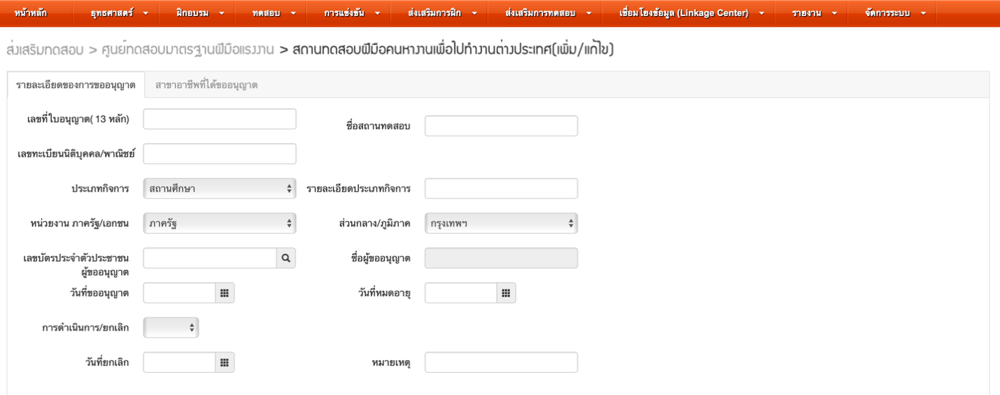 หน้าหลัก ยุทธศาสตร์ ฝึกอบรม ทดสอบ การแข่งขัน ส่งเสริมการฝึก ส่งเสริมการทดสอบ เชื่อมโยงข้อมูล (Linkage Center) รายงาน จัดการระบบ
ส่งเสริมทดสอบ > ศูนย์ทดสอบมาตรฐานฝีมือแรงงาน > สถานทดสอบฝีมือคนหางานเพื่อไปทำงานต่างประเทศ(เพิ่ม/แก้ไข)
รายละเอียดของการขออนุญาต สาขาอาชีพที่ได้ขออนุญาต
เลขที่ใบอนุญาต( 13 หลัก) ชื่อสถานทดสอบ
เลขทะเบียนนิติบุคคล/พาณิชย์
ประเภทกิจการ สถานศึกษา รายละเอียดประเภทกิจการ
หน่วยงาน ภาครัฐ/เอกชน ภาครัฐ ส่วนกลาง/ภูมิภาค กรุงเทพฯ
เลขบัตรประจำตัวประชาชน ชื่อผู้ขออนุญาต
ผู้ขออนุญาต
วันที่ขออนุญาต วันที่หมดอายุ
การดำเนินการ/ยกเลิก
วันที่ยกเลิก หมายเหตุ